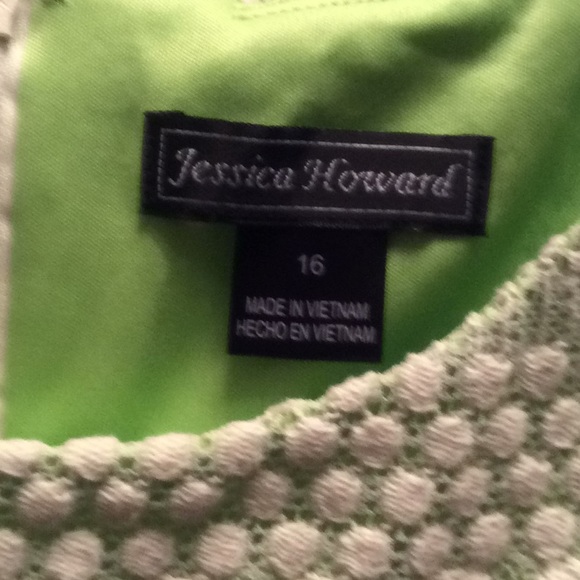 Jessica Howard
16
MADE IN VIETNAM
HECHO EN VIETNAM